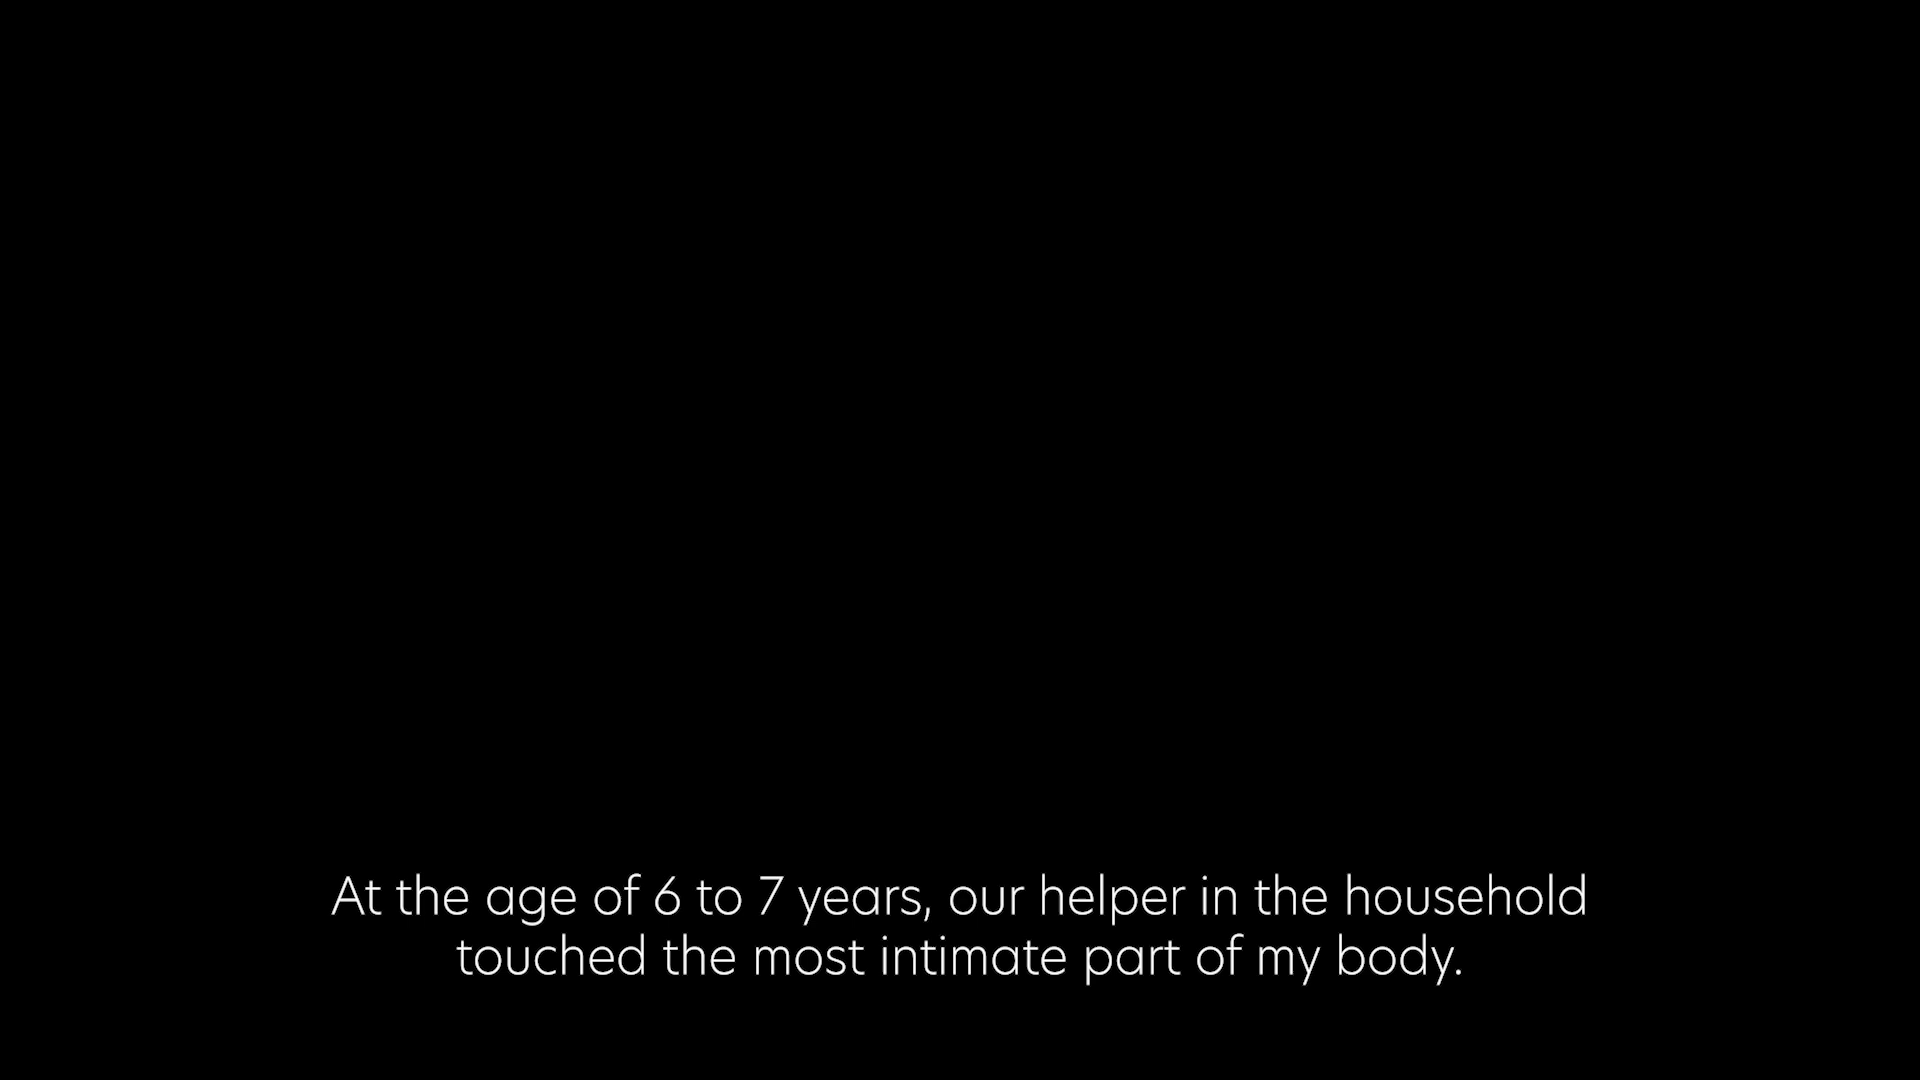 At the age of 6 to 7 years, our helper in the household
touched the most intimate part of my body.